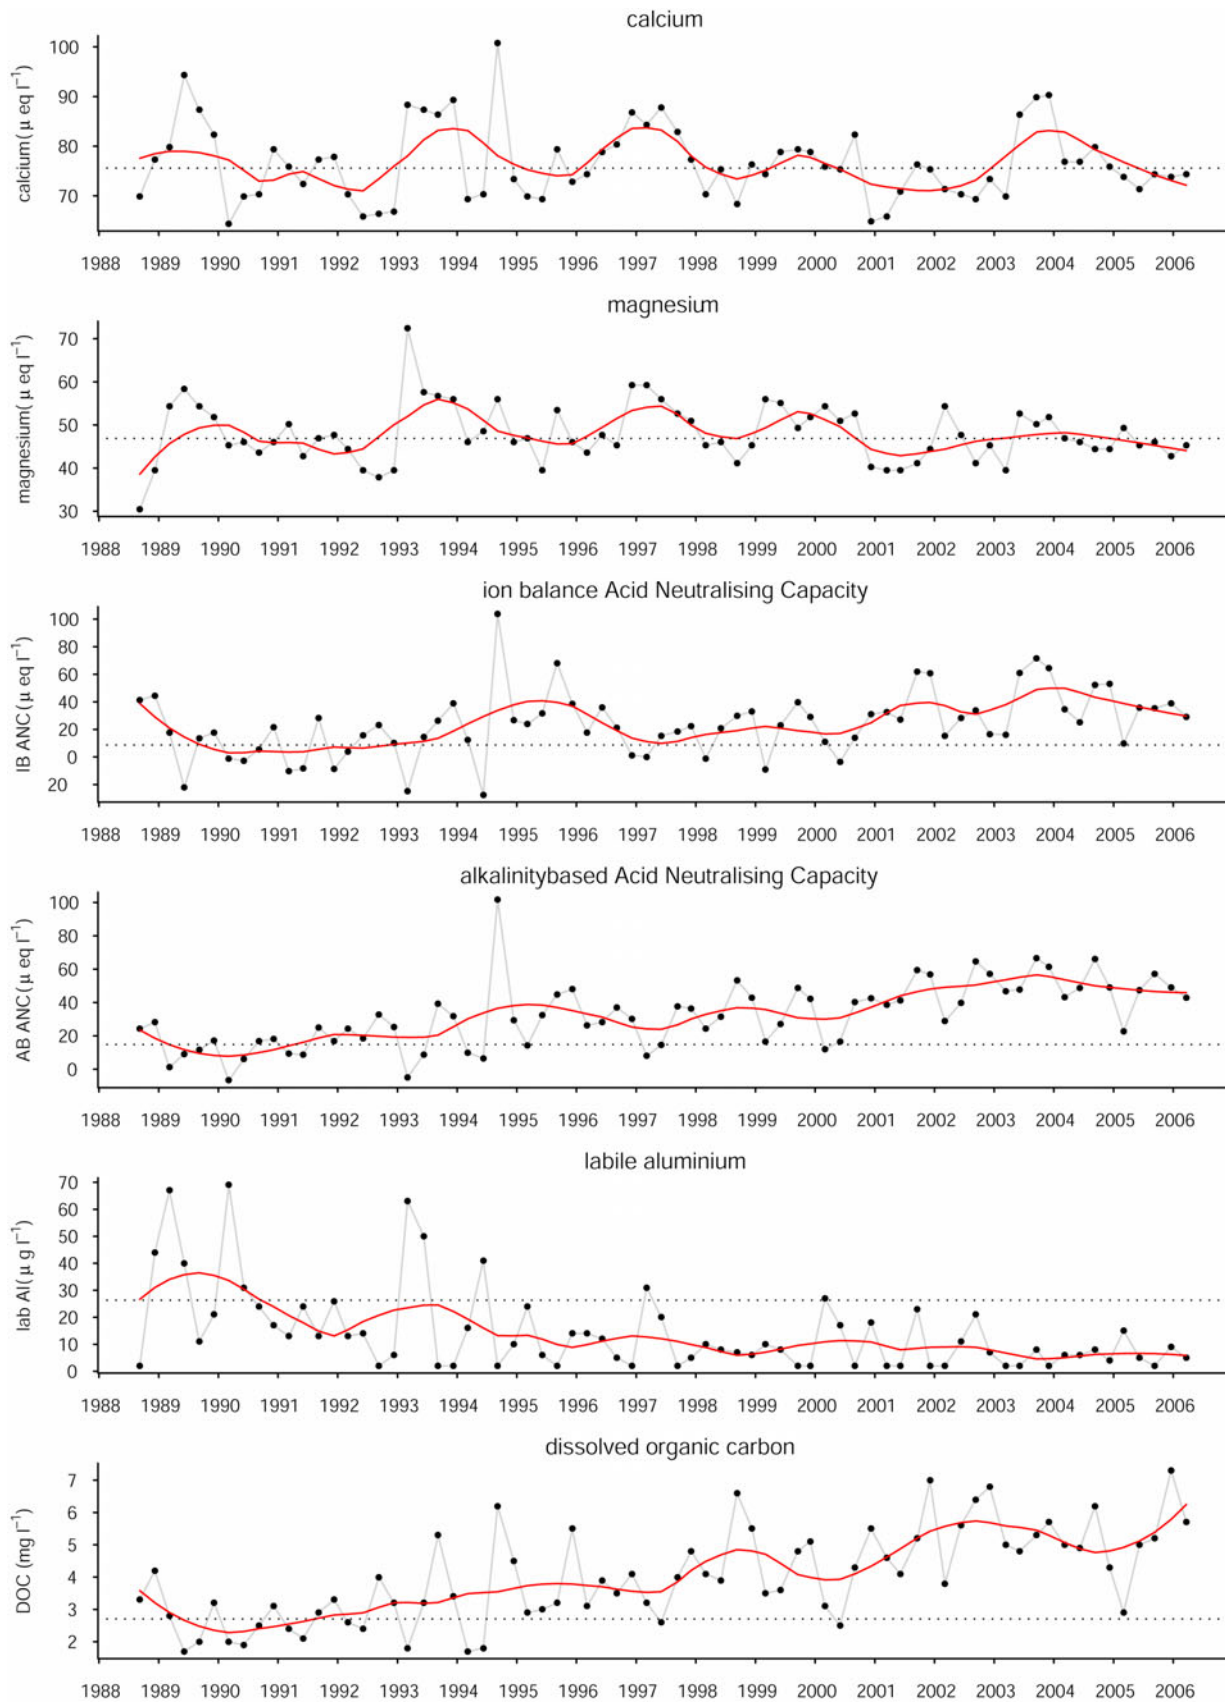 calcium
calcium( μ eq l⁻¹)
100
90
80
70
1988 1989 1990 1991 1992 1993 1994 1995 1996 1997 1998 1999 2000 2001 2002 2003 2004 2005 2006
magnesium
magnesium( μ eq l⁻¹)
70
60
50
40
30
1988 1989 1990 1991 1992 1993 1994 1995 1996 1997 1998 1999 2000 2001 2002 2003 2004 2005 2006
ion balance Acid Neutralising Capacity
IB ANC( μ eq l⁻¹)
100
80
60
40
20
0
20
1988 1989 1990 1991 1992 1993 1994 1995 1996 1997 1998 1999 2000 2001 2002 2003 2004 2005 2006
alkalinitybased Acid Neutralising Capacity
AB ANC( μ eq l⁻¹)
100
80
60
40
20
0
1988 1989 1990 1991 1992 1993 1994 1995 1996 1997 1998 1999 2000 2001 2002 2003 2004 2005 2006
labile aluminium
lab Al( μ g l⁻¹)
70
60
50
40
30
20
10
0
1988 1989 1990 1991 1992 1993 1994 1995 1996 1997 1998 1999 2000 2001 2002 2003 2004 2005 2006
dissolved organic carbon
DOC (mg l⁻¹)
7
6
5
4
3
2
1988 1989 1990 1991 1992 1993 1994 1995 1996 1997 1998 1999 2000 2001 2002 2003 2004 2005 2006